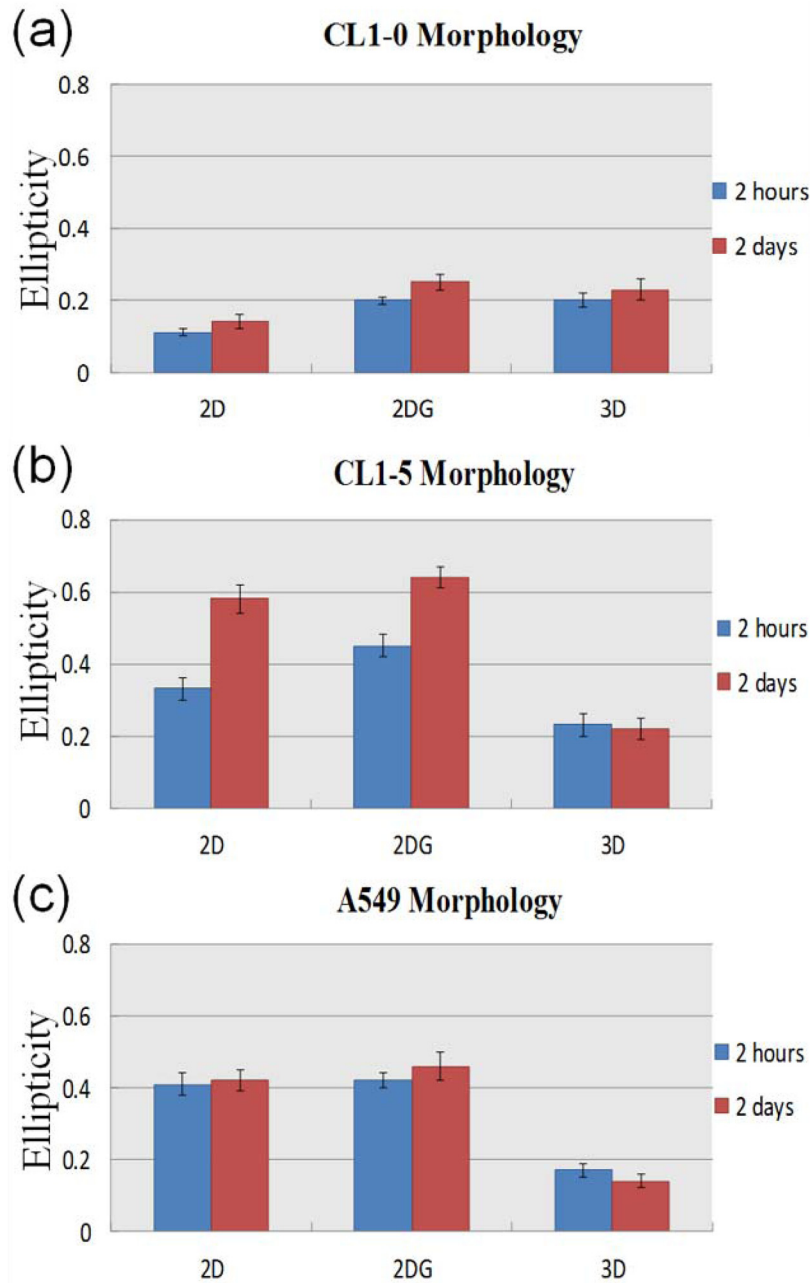 (a)
CL1-0 Morphology
0.8
0.6
0.4
0.2
0
Ellipticity
2 hours
2 days
2D 2DG 3D
(b)
CL1-5 Morphology
0.8
0.6
0.4
0.2
0
Ellipticity
2 hours
2 days
2D 2DG 3D
(c)
A549 Morphology
0.8
0.6
0.4
0.2
0
Ellipticity
2 hours
2 days
2D 2DG 3D